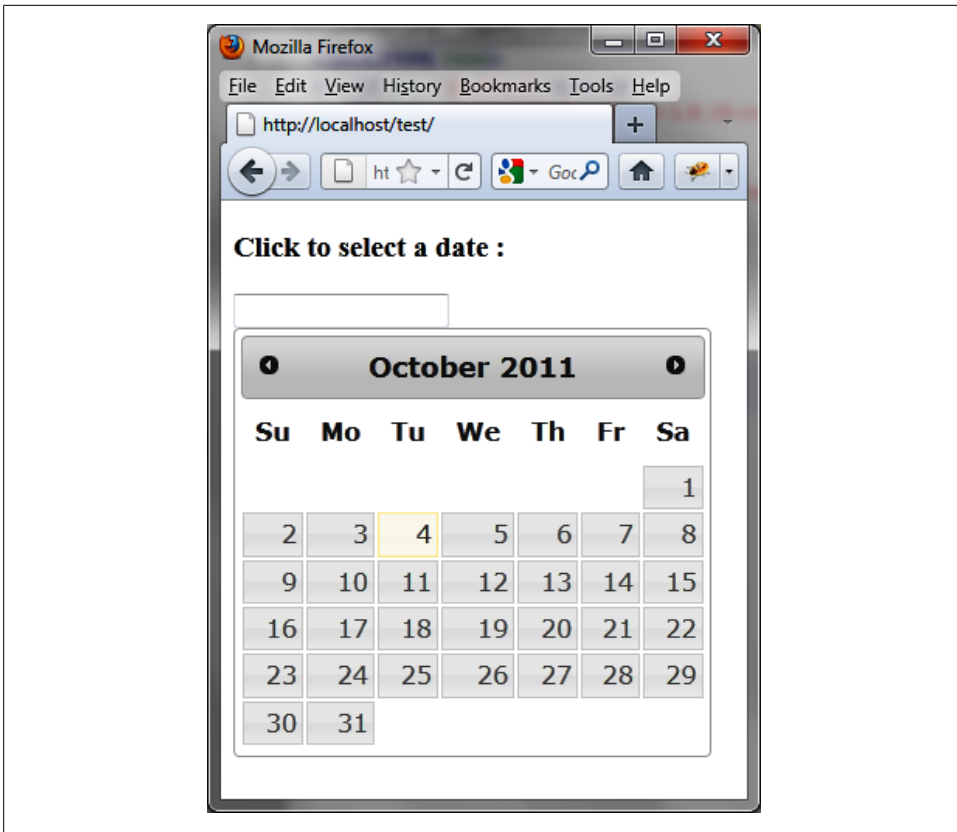 Mozilla Firefox
File Edit View History Bookmarks Tools Help
http://localhost/test/
ht Goo
Click to select a date :
October 2011
Su Mo Tu We Th Fr Sa
1
2 3 4 5 6 7 8
9 10 11 12 13 14 15
16 17 18 19 20 21 22
23 24 25 26 27 28 29
30 31